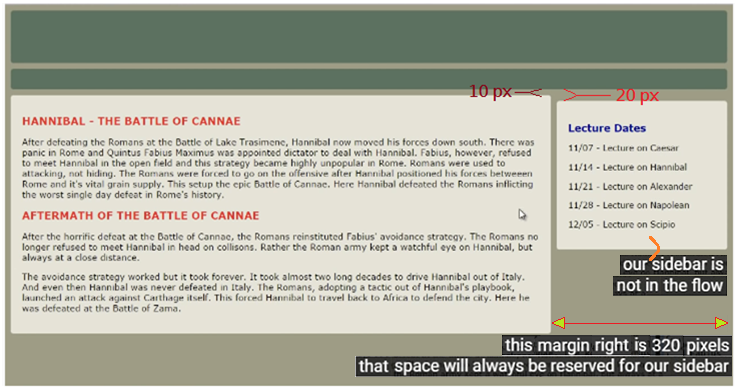 10 px
20 px
HANNIBAL - THE BATTLE OF CANNAE
After defeating the Romans at the Battle of Lake Trasimene, Hannibal now moved his forces down south. There was
panic in Rome and Quintus Fabius Maximus was appointed dictator to deal with Hannibal. Fabius, however, refused
to meet Hannibal in the open field and this strategy became highly unpopular in Rome. Romans were used to
attacking, not hiding. The Romans were forced to go on the offensive after Hannibal positioned his forces betweeen
Rome and it's vital grain supply. This setup the epic Battle of Cannae. Here Hannibal defeated the Romans inflicting
the worst single day defeat in Rome's history.
AFTERMATH OF THE BATTLE OF CANNAE
After the horrific defeat at the Battle of Cannae, the Romans reinstituted Fabius' avoidance strategy. The Romans no
longer refused to meet Hannibal in head on collisons. Rather the Roman army kept a watchful eye on Hannibal, but
always at a close distance.
The avoidance strategy worked but it took forever. It took almost two long decades to drive Hannibal out of Italy.
And even then Hannibal was never defeated in Italy. The Romans, adopting a tactic out of Hannibal's playbook,
launched an attack against Carthage itself. This forced Hannibal to travel back to Africa to defend the city. Here he
was defeated at the Battle of Zama.
Lecture Dates
11/07 - Lecture on Caesar
11/14 - Lecture on Hannibal
11/21 - Lecture on Alexander
11/28 - Lecture on Napolean
12/05 - Lecture on Scipio
our sidebar is
not in the flow
this margin right is 320 pixels
that space will always be reserved for our sidebar